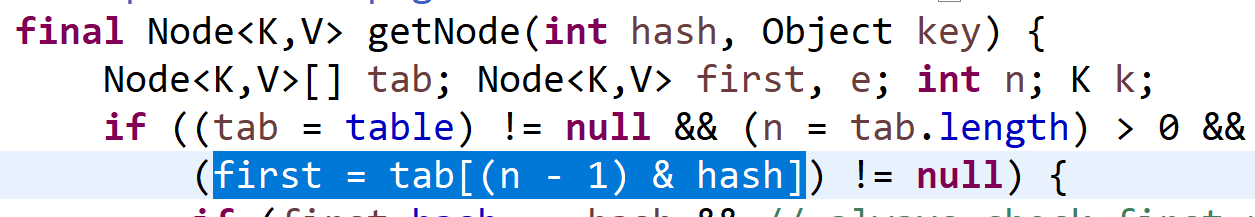 final Node<K,V> getNode(int hash, Object key) {
Node<K,V>[] tab; Node<K,V> first, e; int n; K k;
if ((tab = table) != null && (n = tab.length) > 0 &&
(first = tab[(n - 1) & hash]) != null) {